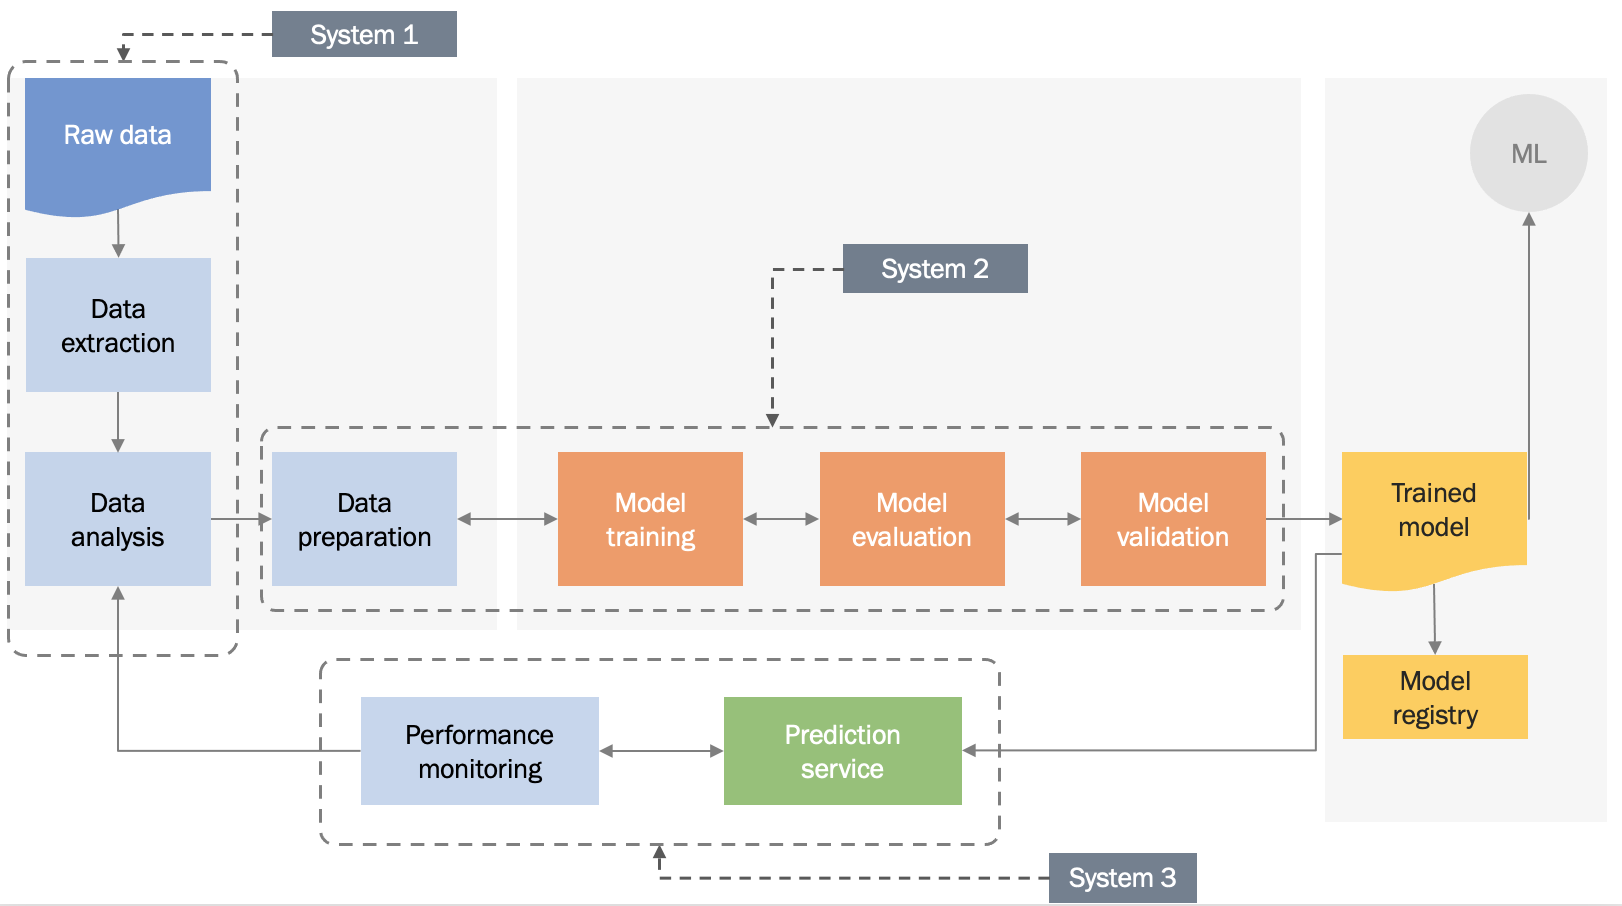 System 1
Raw data
ML
System 2
Data
extraction
Data
analysis
Data
preparation
Model
training
Model
evaluation
Model
validation
Trained
model
Model
registry
Performance
monitoring
Prediction
service
System 3